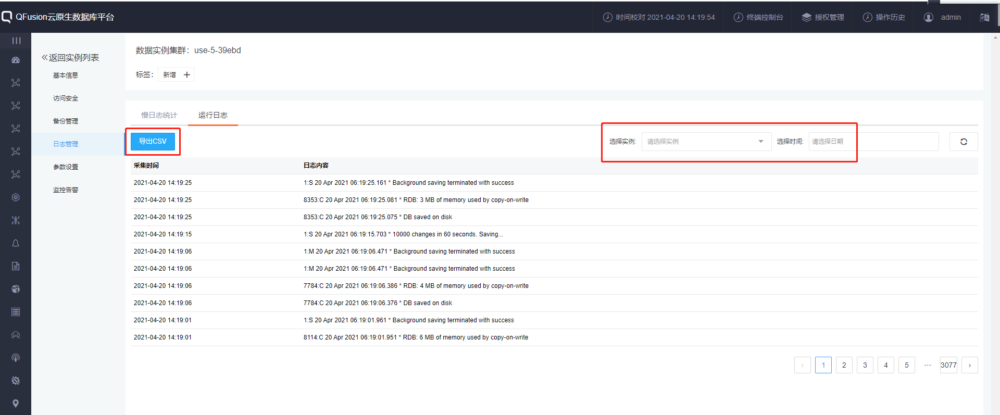 QFusion云原生数据库平台
时间校对 2021-04-20 14:19:54
终端控制台
授权管理
操作历史
admin
返回实例列表
基本信息
访问安全
备份管理
日志管理
参数设置
监控告警
数据实例集群：use-5-39ebd
标签： 新增 +
慢日志统计 运行日志
导出CSV
选择实例: 请选择实例 选择时间: 请选择日期
采集时间 日志内容
2021-04-20 14:19:25 1:S 20 Apr 2021 06:19:25.161 * Background saving terminated with success
2021-04-20 14:19:25 8353:C 20 Apr 2021 06:19:25.081 * RDB: 3 MB of memory used by copy-on-write
2021-04-20 14:19:25 8353:C 20 Apr 2021 06:19:25.075 * DB saved on disk
2021-04-20 14:19:15 1:S 20 Apr 2021 06:19:15.703 * 10000 changes in 60 seconds. Saving...
2021-04-20 14:19:06 1:M 20 Apr 2021 06:19:06.471 * Background saving terminated with success
2021-04-20 14:19:06 1:M 20 Apr 2021 06:19:06.471 * Background saving terminated with success
2021-04-20 14:19:06 7784:C 20 Apr 2021 06:19:06.386 * RDB: 4 MB of memory used by copy-on-write
2021-04-20 14:19:06 7784:C 20 Apr 2021 06:19:06.376 * DB saved on disk
2021-04-20 14:19:01 1:S 20 Apr 2021 06:19:01.961 * Background saving terminated with success
2021-04-20 14:19:01 8114:C 20 Apr 2021 06:19:01.951 * RDB: 6 MB of memory used by copy-on-write
‹ 1 2 3 4 5 ••• 3077 ›